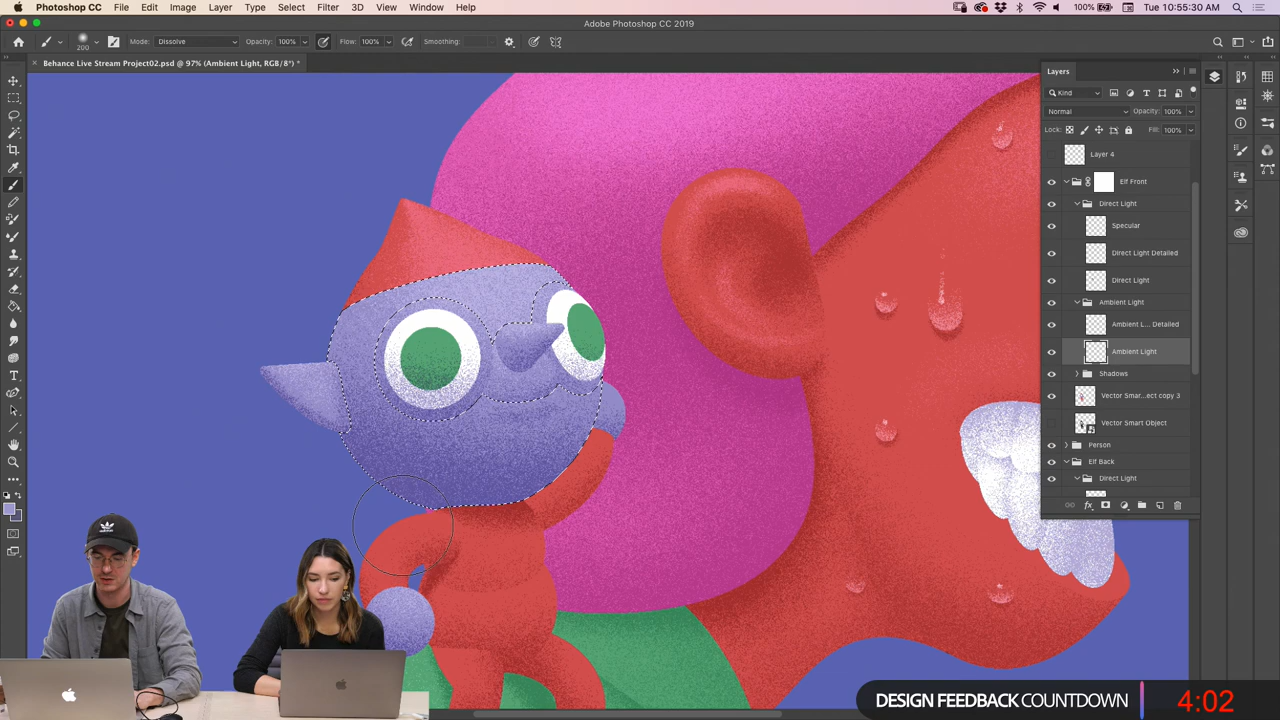 Photoshop CC File Edit Image Layer Type Select Filter 3D View Window Help 100% Tue 10:55:30 AM
Adobe Photoshop CC 2019
200 Mode: Dissolve Opacity: 100% Flow: 100% Smoothing:
Behance Live Stream Project02.psd @ 97% (Ambient Light, RGB/8*) *
Layers
Kind
Normal Opacity: 100%
Lock: Fill: 100%
Layer 4
Elf Front
Direct Light
Specular
Direct Light Detailed
Direct Light
Ambient Light
Ambient L... Detailed
Ambient Light
Shadows
Vector Smar...ect copy 3
Vector Smart Object
Person
Elf Back
Direct Light
fx
adidas
DESIGN FEEDBACK COUNTDOWN 4:02